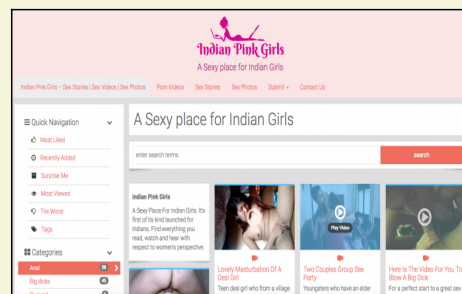 Indian Pink Girls
A Sexy place for Indian Girls
Indian Pink Girls - Sex Stories | Sex Videos | Sex Photos Porn Videos Sex Stories Sex Photos Submit Contact Us
Quick Navigation
Most Liked
Recently Added
Surprise Me
Most Viewed
The Worst
Tags
Categories
Anal
Big dicks
A Sexy place for Indian Girls
enter search terms search
Indian Pink Girls
A Sexy Place For Indian Girls. It's
first of its kind launched for
Indians. Find everything you
read, watch and hear with
respect to women's perspective.
Lovely Masturbation Of A
Desi Girl
Teen desi girl who from a village
Play Video
Two Couples Group Sex
Party
Youngsters who have an elder
Here Is The Video For You To
Blow A Big Dick
For a perfect start to a great sex